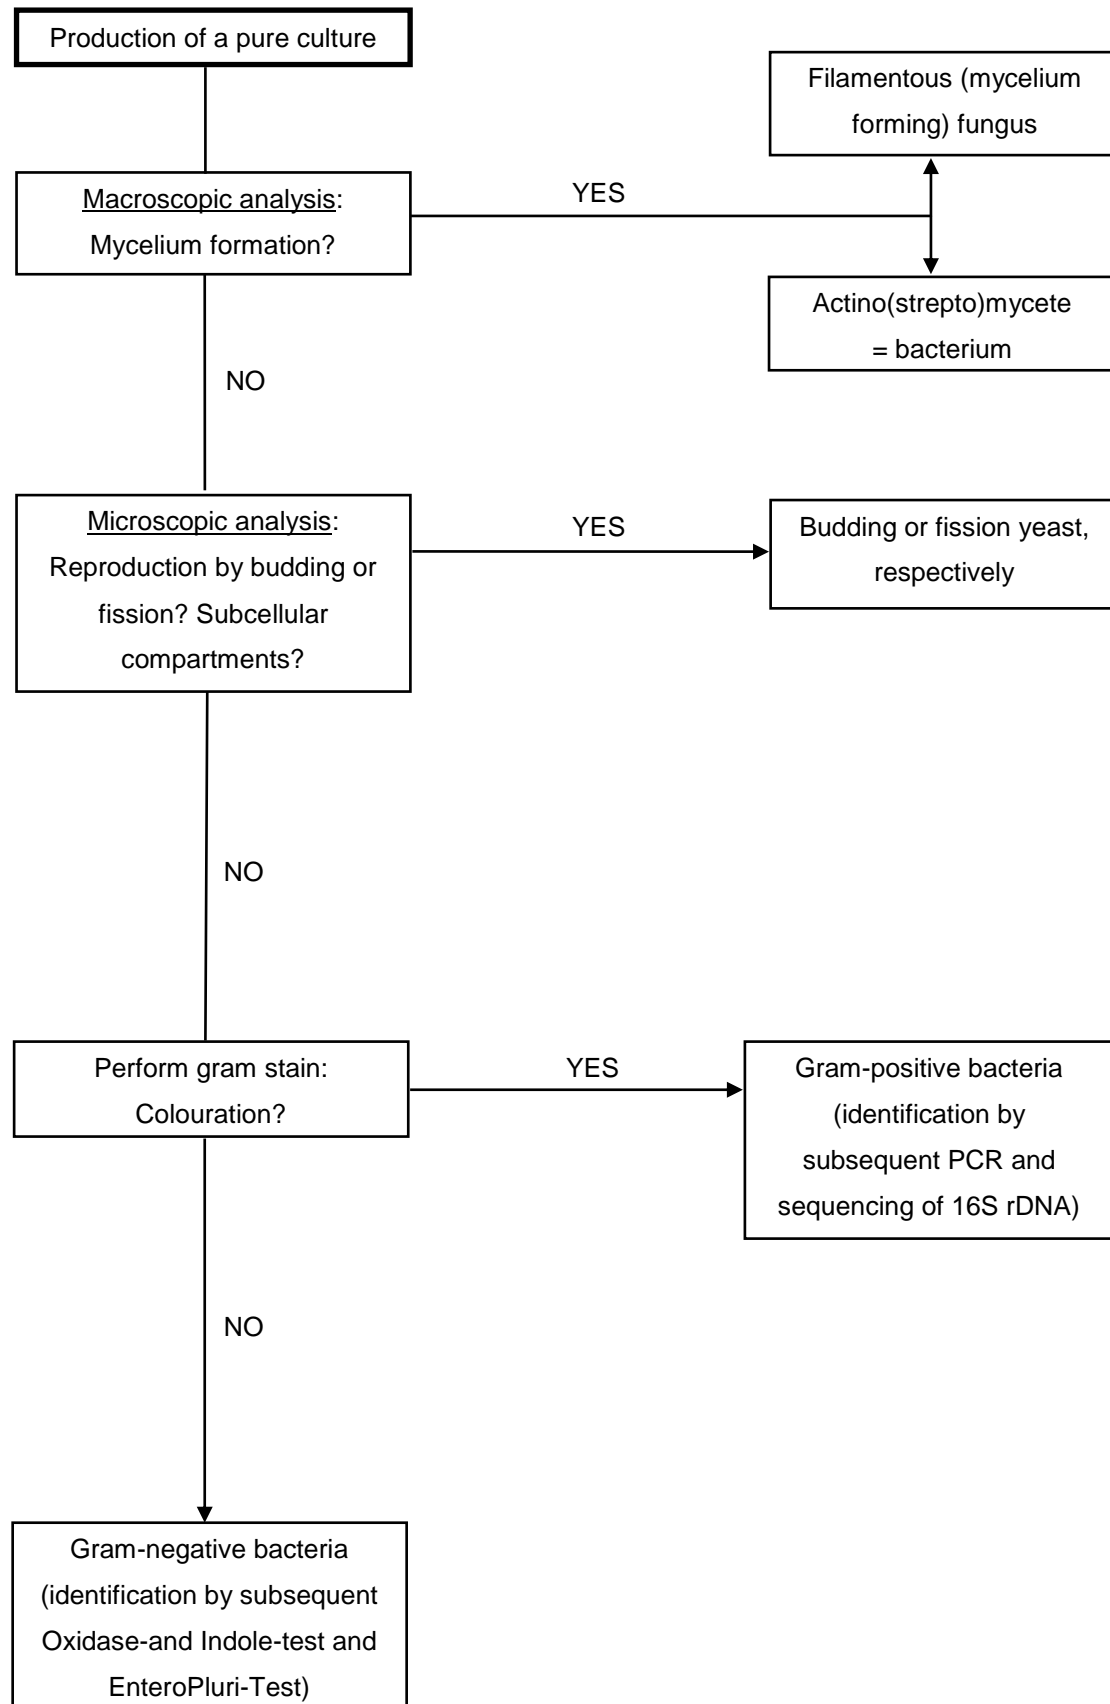 Production of a pure culture
Filamentous (mycelium
forming) fungus
Macroscopic analysis:
Mycelium formation?
YES
Actino(strepto)mycete
= bacterium
NO
Microscopic analysis:
Reproduction by budding or
fission? Subcellular
compartments?
YES
Budding or fission yeast,
respectively
NO
Perform gram stain:
Colouration?
YES
Gram-positive bacteria
(identification by
subsequent PCR and
sequencing of 16S rDNA)
NO
Gram-negative bacteria
(identification by subsequent
Oxidase-and Indole-test and
EnteroPluri-Test)